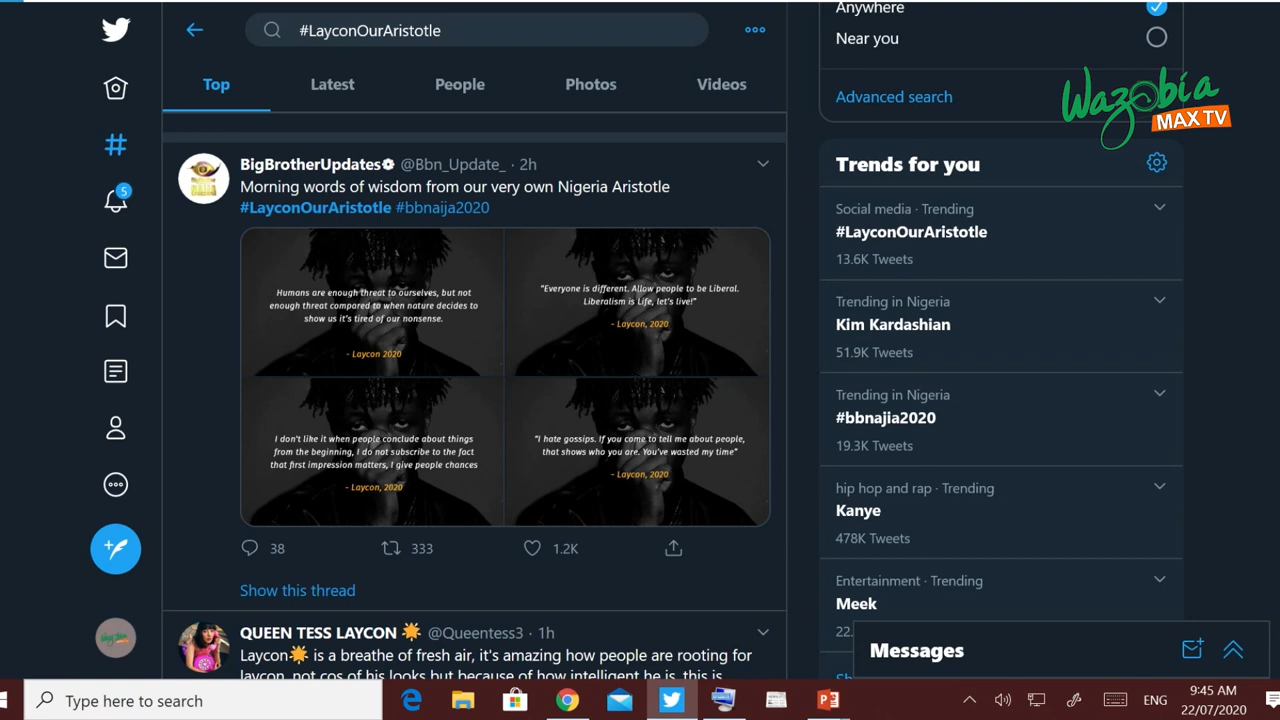 #LayconOurAristotle
Top
Latest
People
Photos
Videos
BigBrotherUpdates @Bbn_Update_ · 2h
Morning words of wisdom from our very own Nigeria Aristotle
#LayconOurAristotle #bbnaija2020
Humans are enough threat to ourselves, but not
enough threat compared to when nature decides to
show us it's tired of our nonsense.
- Laycon 2020
"Everyone is different. Allow people to be Liberal.
Liberalism is Life, let's live!"
- Laycon, 2020
I don't like it when people conclude about things
from the beginning, I do not subscribe to the fact
that first impression matters, I give people chances
- Laycon, 2020
"I hate gossips. If you come to tell me about people,
that shows who you are. You've wasted my time"
- Laycon, 2020
38
333
1.2K
Show this thread
QUEEN TESS LAYCON @Queentess3 · 1h
Laycon is a breathe of fresh air, it's amazing how people are rooting for
laycon, not cos of his looks but because of how intelligent he is, this is
Anywhere
Near you
Advanced search
Wazobia
MAX TV
Trends for you
Social media · Trending
#LayconOurAristotle
13.6K Tweets
Trending in Nigeria
Kim Kardashian
51.9K Tweets
Trending in Nigeria
#bbnajia2020
19.3K Tweets
hip hop and rap · Trending
Kanye
478K Tweets
Entertainment · Trending
Meek
22.
Messages
5
Type here to search
ENG
9:45 AM
22/07/2020